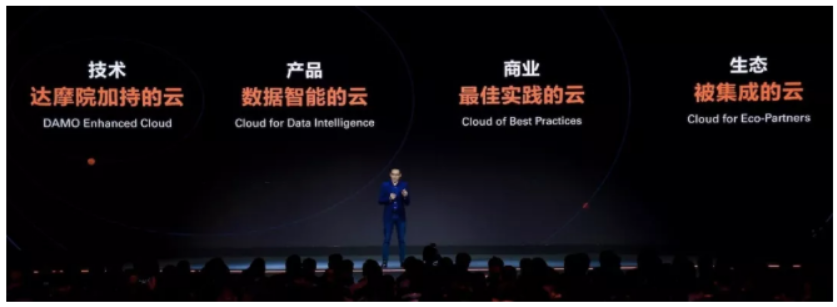 技术
达摩院加持的云
DAMO Enhanced Cloud
产品
数据智能的云
Cloud for Data Intelligence
商业
最佳实践的云
Cloud of Best Practices
生态
被集成的云
Cloud for Eco-Partners